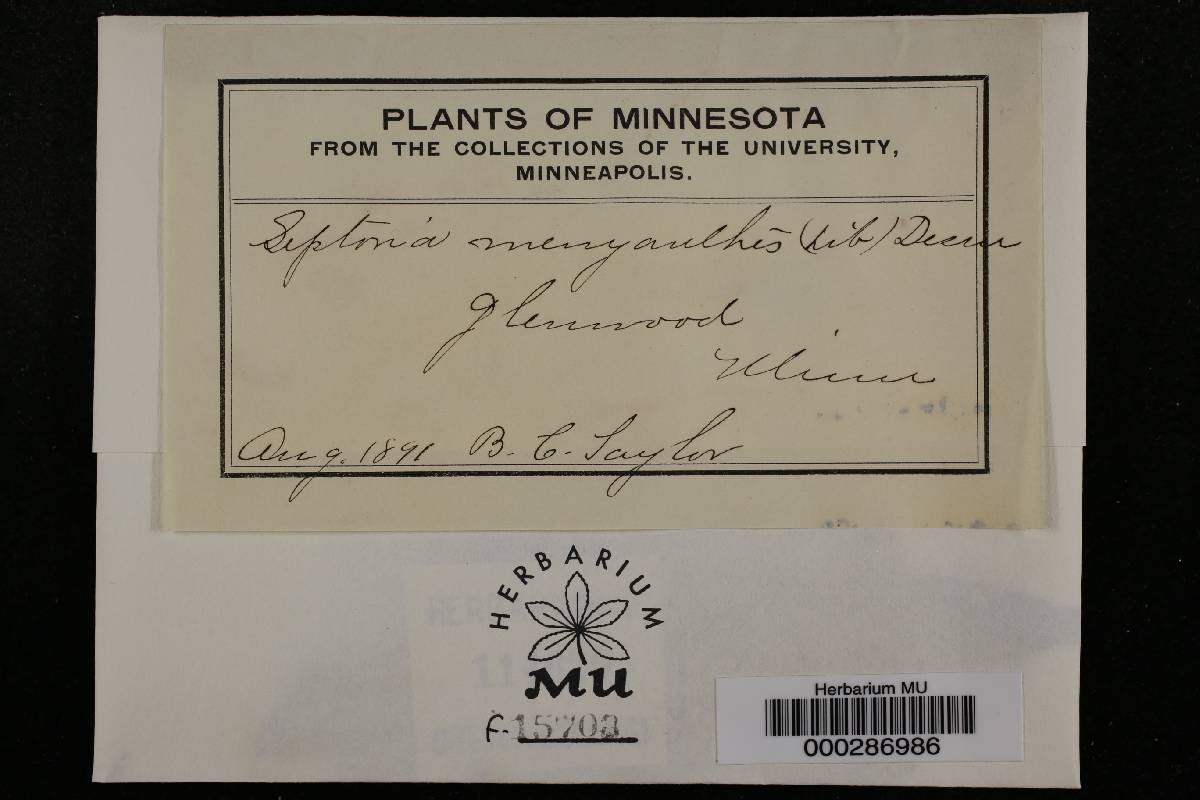 PLANTS OF MINNESOTA
FROM THE COLLECTIONS OF THE UNIVERSITY,
MINNEAPOLIS.
Septoria menyanthes (Lib) Desm
Glenwood
Minn
Aug. 1891 B. C. Taylor
HERBARIUM
MU
F-15703
Herbarium MU
000286986